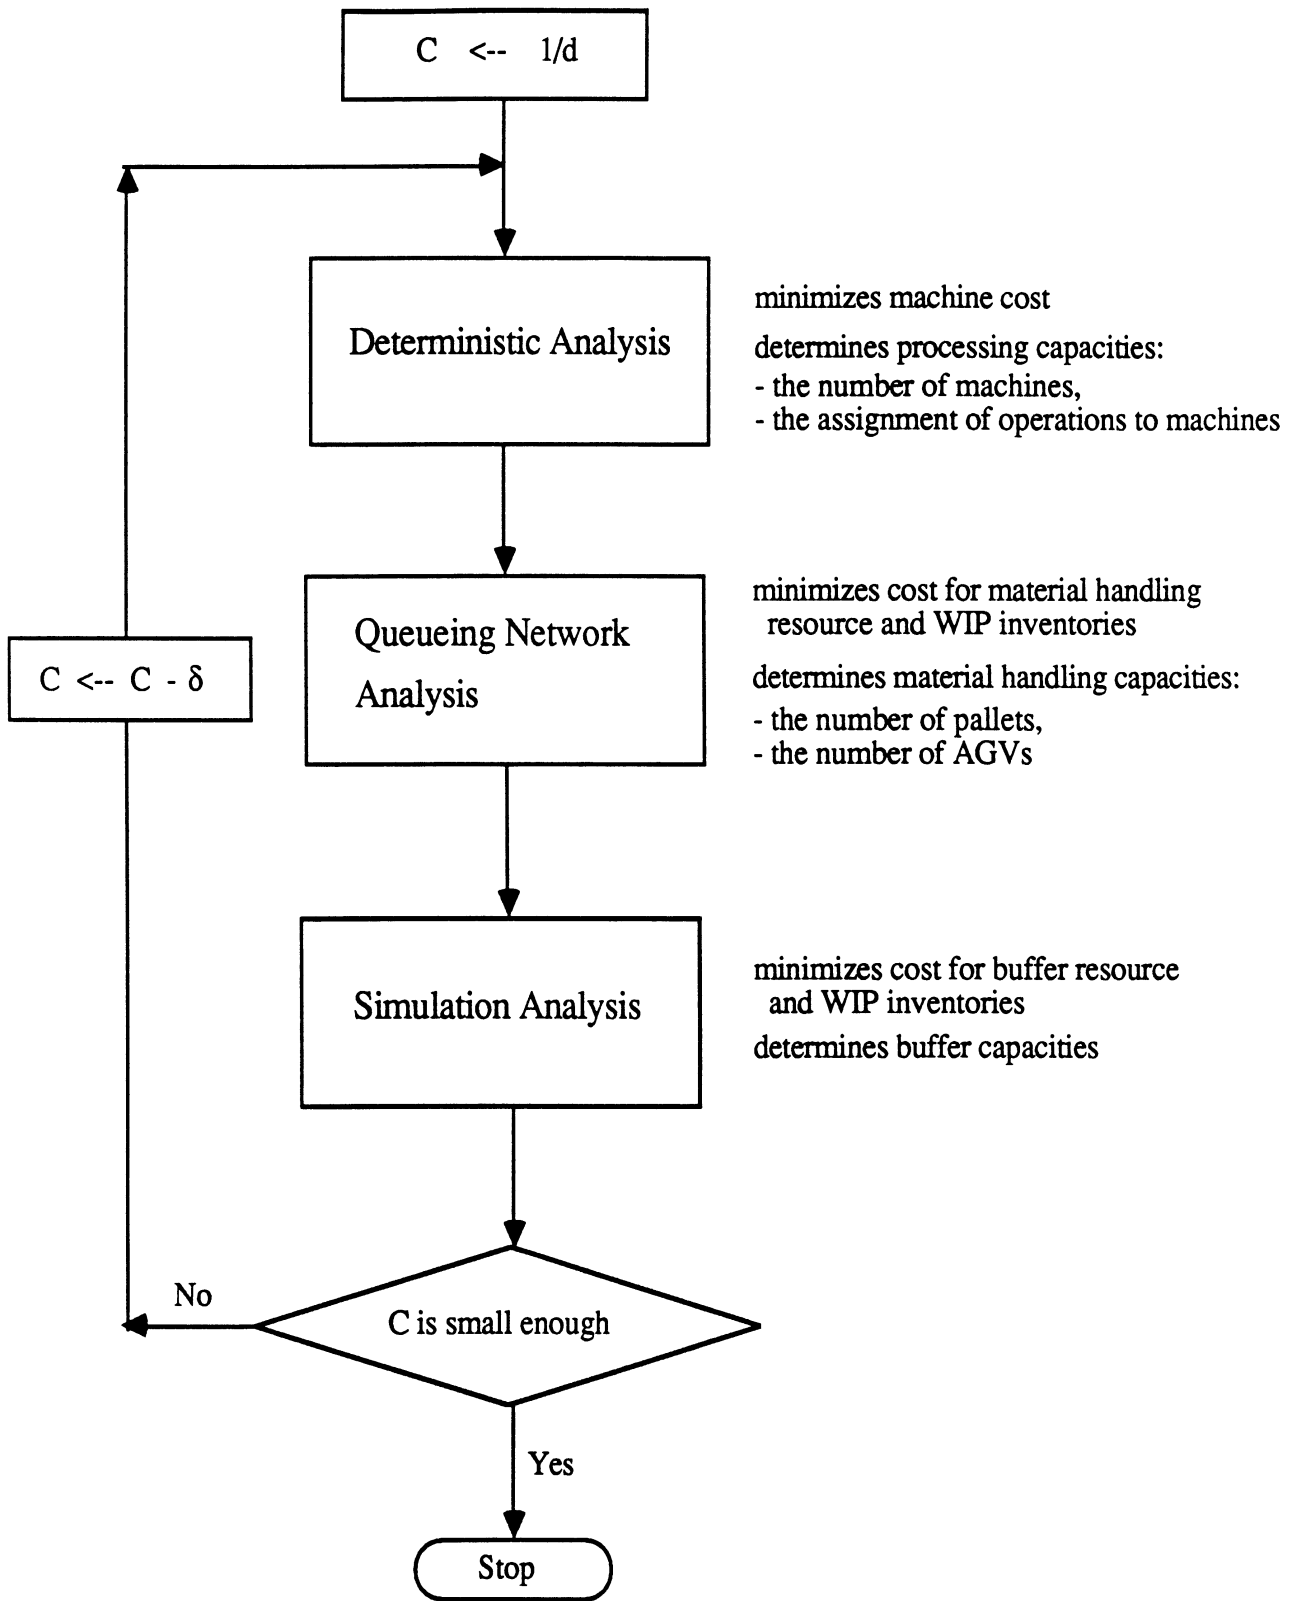 C <-- 1/d
Deterministic Analysis
minimizes machine cost
determines processing capacities:
- the number of machines,
- the assignment of operations to machines
Queueing Network
Analysis
minimizes cost for material handling
resource and WIP inventories
determines material handling capacities:
- the number of pallets,
- the number of AGVs
C <-- C - δ
Simulation Analysis
minimizes cost for buffer resource
and WIP inventories
determines buffer capacities
No
C is small enough
Yes
Stop